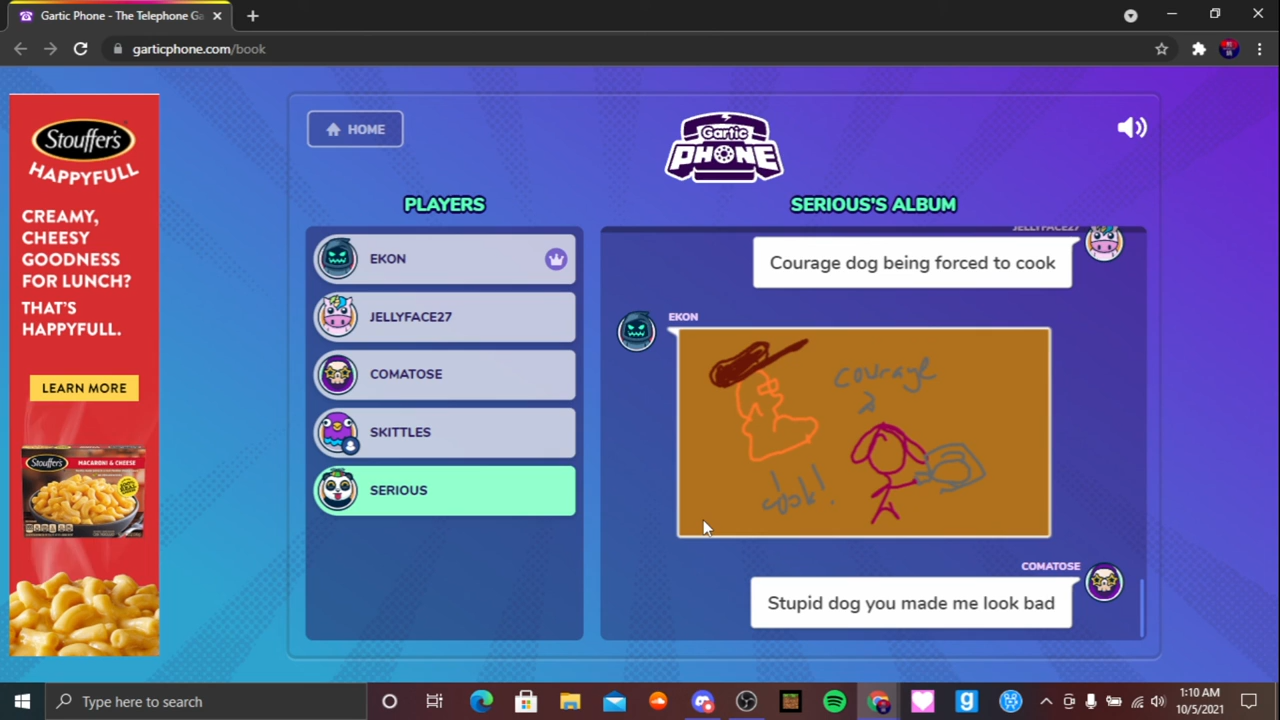 Gartic Phone - The Telephone Ga
garticphone.com/book
Stouffer's
HAPPYFULL
CREAMY,
CHEESY
GOODNESS
FOR LUNCH?
THAT'S
HAPPYFULL.
LEARN MORE
Stouffer's
MACARONI & CHEESE
HOME
Gartic
PHONE
PLAYERS
EKON
JELLYFACE27
COMATOSE
SKITTLES
SERIOUS
SERIOUS'S ALBUM
JELLYFACE27
Courage dog being forced to cook
EKON
courage
cook!
COMATOSE
Stupid dog you made me look bad
Type here to search
1:10 AM
10/5/2021